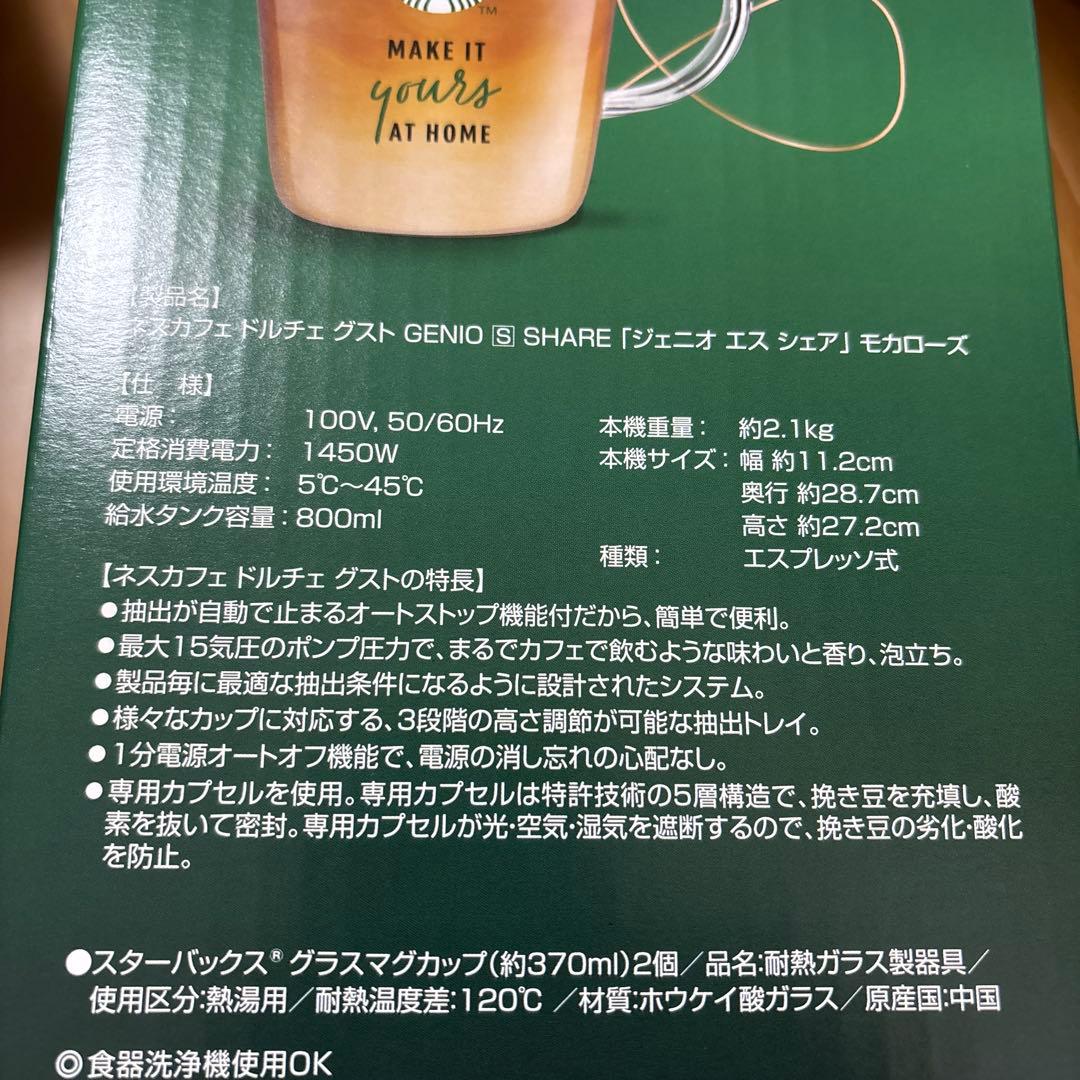 TM
MAKE IT
yours
AT HOME
【製品名】
ネスカフェ ドルチェ グスト GENIO S SHARE 「ジェニオ エス シェア」 モカローズ
【仕 様】
電源: 100V, 50/60Hz
定格消費電力: 1450W
使用環境温度: 5℃〜45℃
給水タンク容量: 800ml
本機重量: 約2.1kg
本機サイズ: 幅 約11.2cm
奥行 約28.7cm
高さ 約27.2cm
種類: エスプレッソ式
【ネスカフェ ドルチェ グストの特長】
●抽出が自動で止まるオートストップ機能付だから、簡単で便利。
●最大15気圧のポンプ圧力で、まるでカフェで飲むような味わいと香り、泡立ち。
●製品毎に最適な抽出条件になるように設計されたシステム。
●様々なカップに対応する、3段階の高さ調節が可能な抽出トレイ。
●1分電源オートオフ機能で、電源の消し忘れの心配なし。
●専用カプセルを使用。専用カプセルは特許技術の5層構造で、挽き豆を充填し、酸
素を抜いて密封。専用カプセルが光・空気・湿気を遮断するので、挽き豆の劣化・酸化
を防止。
●スターバックス® グラスマグカップ(約370ml)2個/品名:耐熱ガラス製器具/
使用区分:熱湯用/耐熱温度差:120℃ /材質:ホウケイ酸ガラス/原産国:中国
◎食器洗浄機使用OK